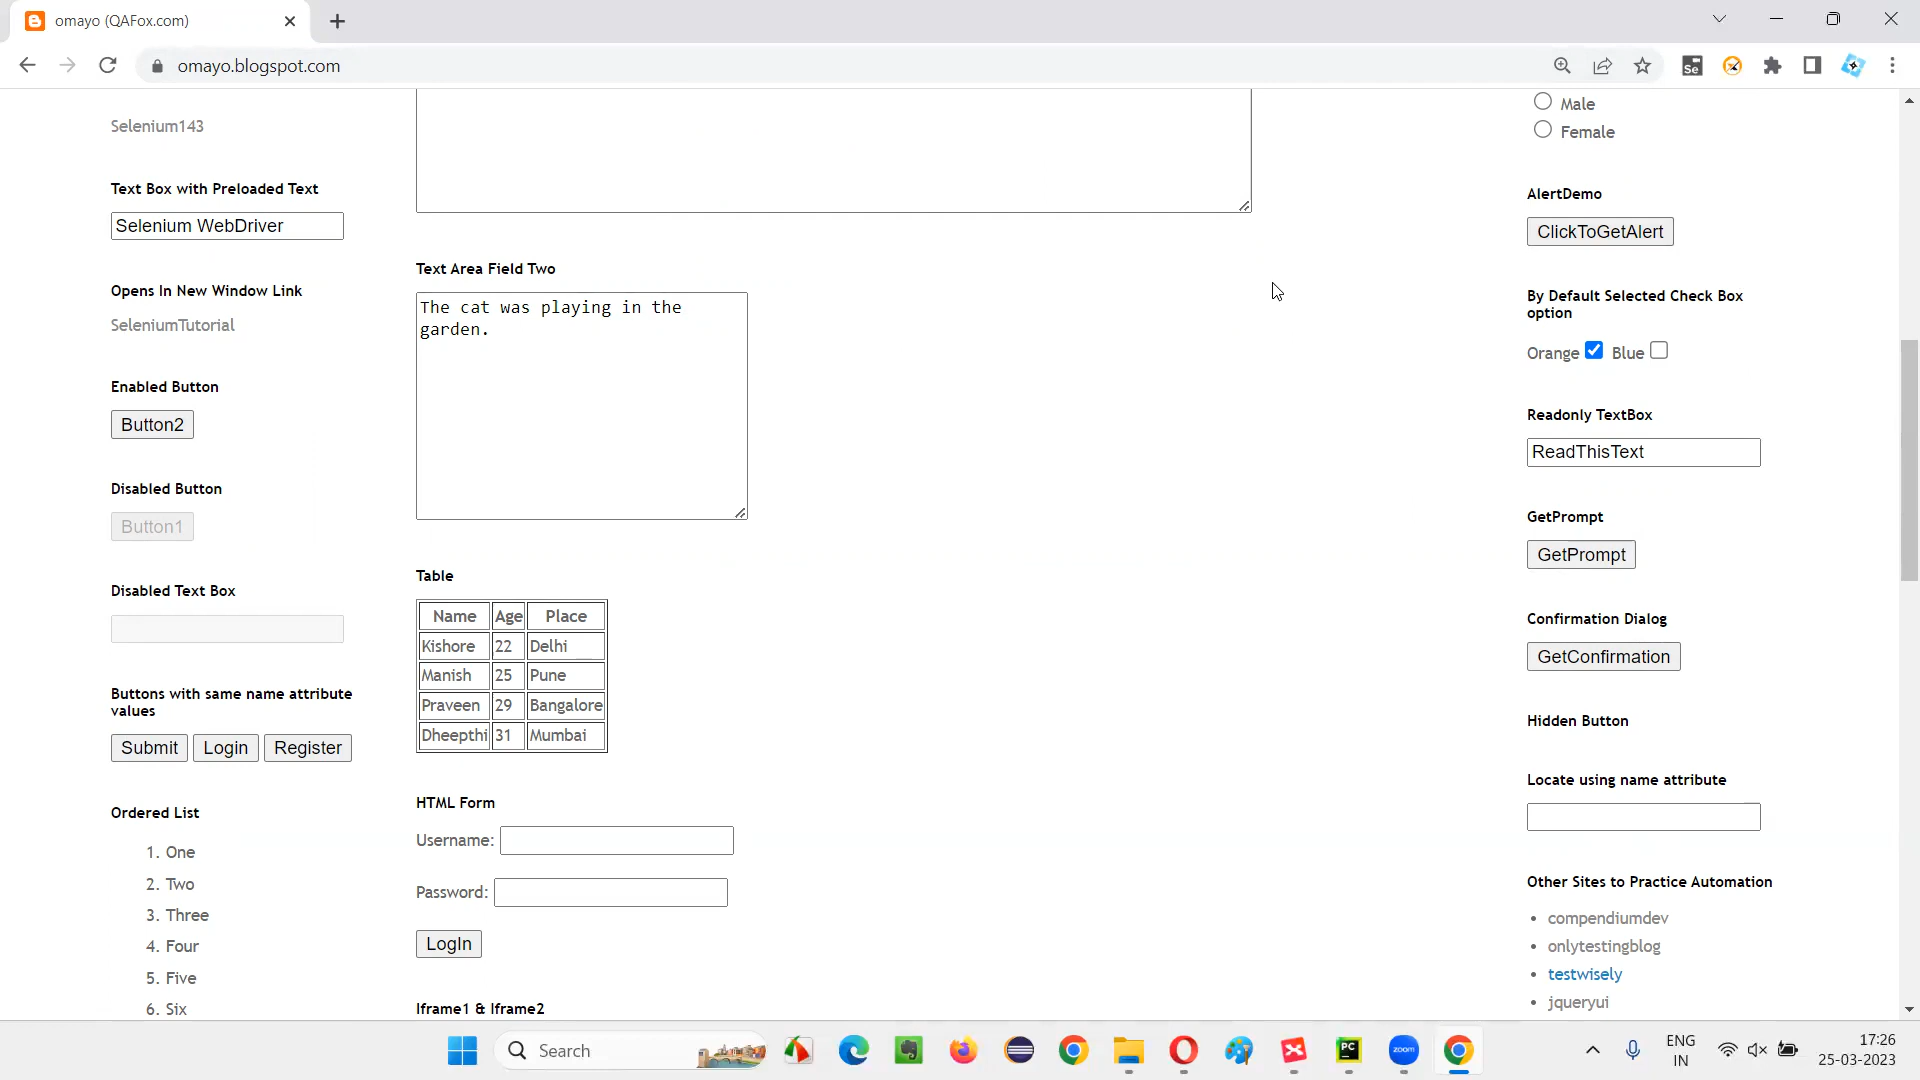 omayo (QAFox.com)
omayo.blogspot.com
Selenium143
Text Box with Preloaded Text
Selenium WebDriver
Opens In New Window Link
SeleniumTutorial
Enabled Button
Button2
Disabled Button
Button1
Disabled Text Box
Buttons with same name attribute
values
Submit Login Register
Ordered List
1. One
2. Two
3. Three
4. Four
5. Five
6. Six
Text Area Field Two
The cat was playing in the
garden.
Table
Name Age Place
Kishore 22 Delhi
Manish 25 Pune
Praveen 29 Bangalore
Dheepthi 31 Mumbai
HTML Form
Username:
Password:
LogIn
Iframe1 & Iframe2
Male
Female
AlertDemo
ClickToGetAlert
By Default Selected Check Box
option
Orange Blue
Readonly TextBox
ReadThisText
GetPrompt
GetPrompt
Confirmation Dialog
GetConfirmation
Hidden Button
Locate using name attribute
Other Sites to Practice Automation
• compendiumdev
• onlytestingblog
• testwisely
• jqueryui
Se
Search
PC
zoom
ENG
IN
17:26
25-03-2023